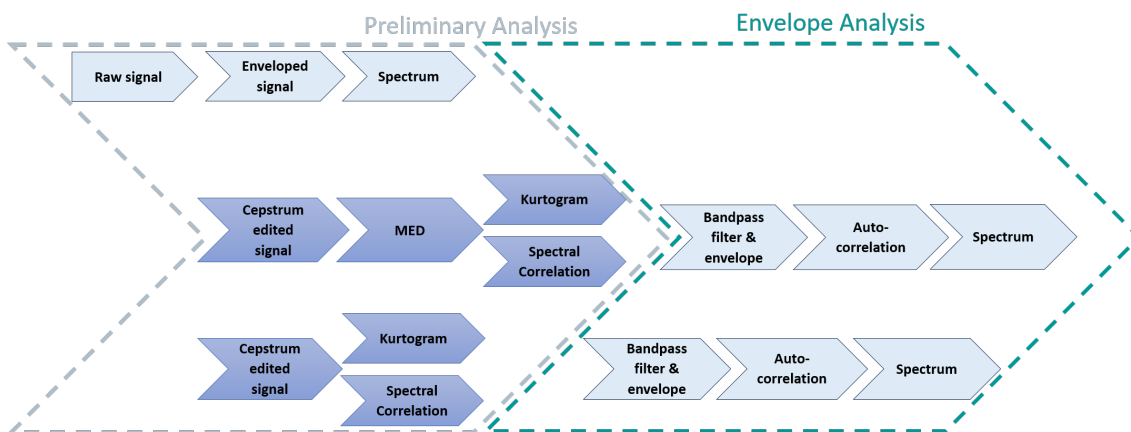 Preliminary Analysis
Envelope Analysis
Raw signal
Enveloped
signal
Spectrum
Cepstrum
edited
signal
MED
Kurtogram
Spectral
Correlation
Bandpass
filter &
envelope
Auto-
correlation
Spectrum
Cepstrum
edited
signal
Kurtogram
Spectral
Correlation
Bandpass
filter &
envelope
Auto-
correlation
Spectrum